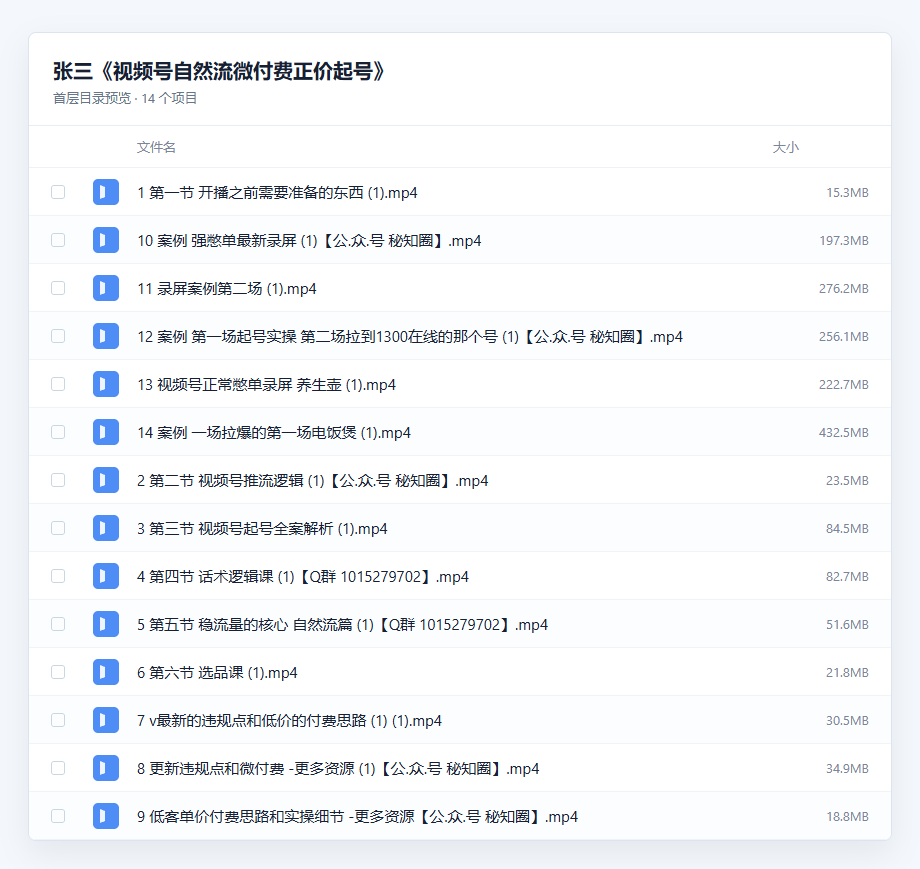 张三《视频号自然流微付费正价起号》
首层目录预览 · 14 个项目
文件名 大小
1 第一节 开播之前需要准备的东西 (1).mp4 15.3MB
10 案例 强憋单最新录屏 (1)【公.众.号 秘知圈】.mp4 197.3MB
11 录屏案例第二场 (1).mp4 276.2MB
12 案例 第一场起号实操 第二场拉到1300在线的那个号 (1)【公.众.号 秘知圈】.mp4 256.1MB
13 视频号正常憋单录屏 养生壶 (1).mp4 222.7MB
14 案例 一场拉爆的第一场电饭煲 (1).mp4 432.5MB
2 第二节 视频号推流逻辑 (1)【公.众.号 秘知圈】.mp4 23.5MB
3 第三节 视频号起号全案解析 (1).mp4 84.5MB
4 第四节 话术逻辑课 (1)【Q群 1015279702】.mp4 82.7MB
5 第五节 稳流量的核心 自然流篇 (1)【Q群 1015279702】.mp4 51.6MB
6 第六节 选品课 (1).mp4 21.8MB
7 v最新的违规点和低价的付费思路 (1) (1).mp4 30.5MB
8 更新违规点和微付费 -更多资源 (1)【公.众.号 秘知圈】.mp4 34.9MB
9 低客单价付费思路和实操细节 -更多资源【公.众.号 秘知圈】.mp4 18.8MB